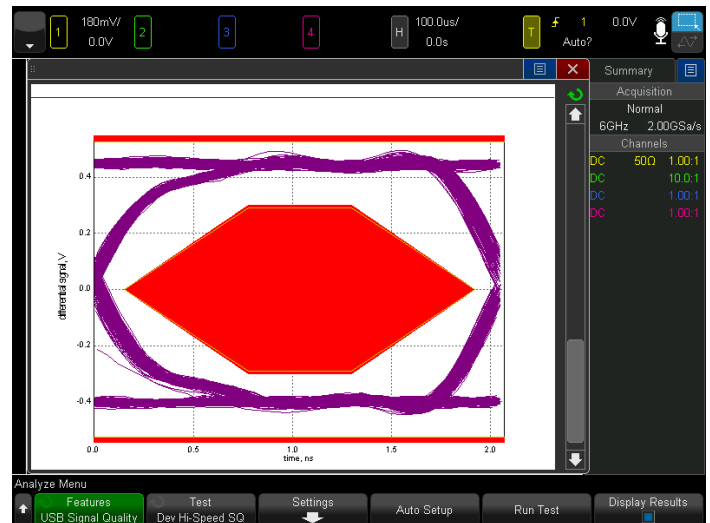 1 180mV/ 2 3 4 H 100.0us/ T 1 0.0V
0.0V 0.0s Auto?
Summary
Acquisition
Normal
6GHz 2.00GSa/s
Channels
DC 50Ω 1.00:1
DC 10.0:1
DC 1.00:1
DC 1.00:1
0.4
0.2
0.0
-0.2
-0.4
differential signal, V
0.0 0.5 1.0 1.5 2.0
time, ns
Analyze Menu
Features Test Settings Auto Setup Run Test Display Results
USB Signal Quality Dev Hi-Speed SQ